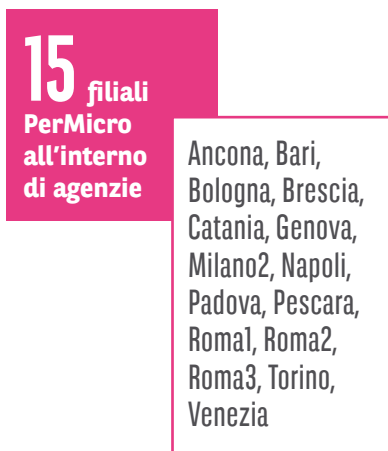 15 filiali
PerMicro
all'interno
di agenzie
Ancona, Bari,
Bologna, Brescia,
Catania, Genova,
Milano2, Napoli,
Padova, Pescara,
Roma1, Roma2,
Roma3, Torino,
Venezia